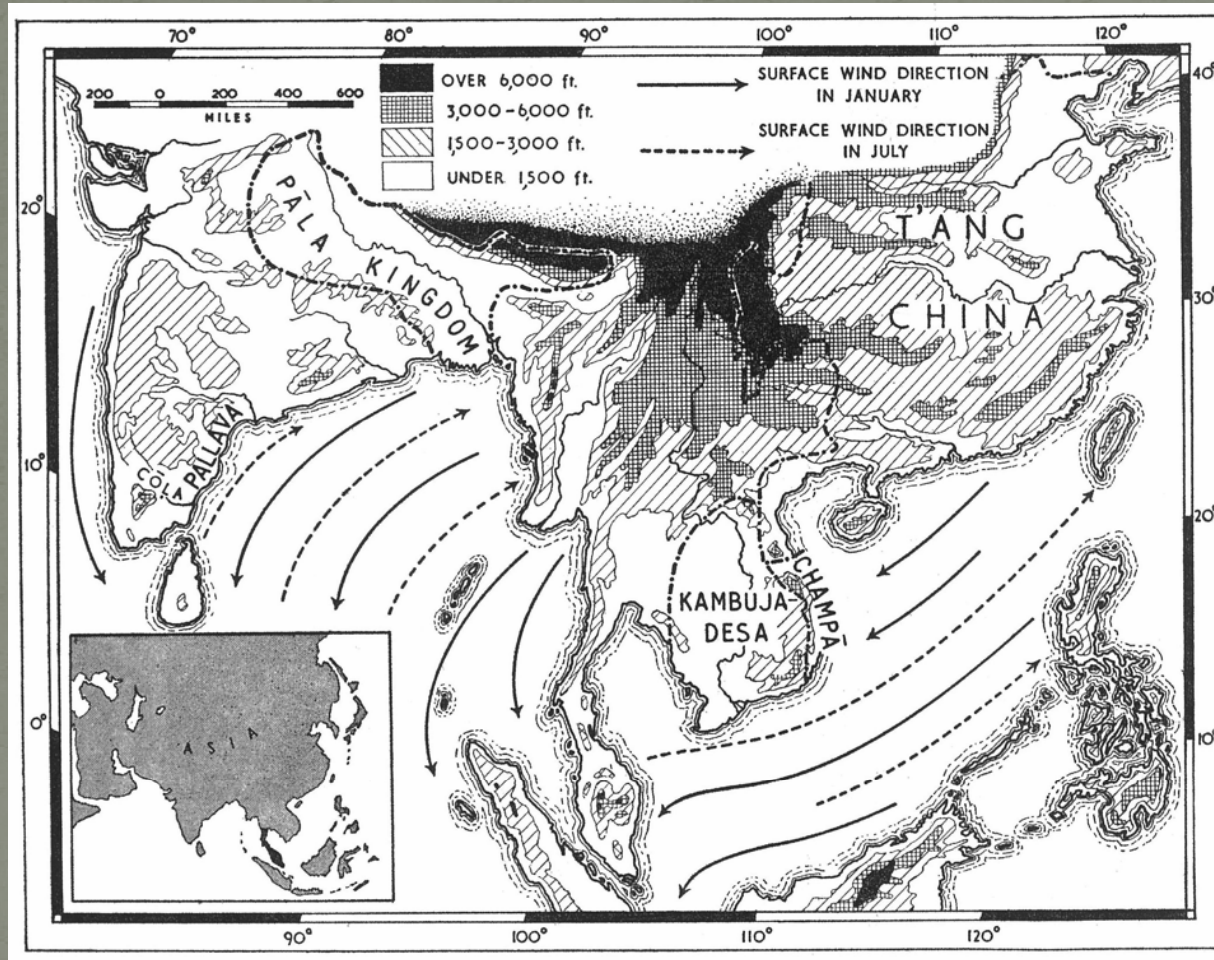 70° 80° 90° 100° 110° 120°
200 0 200 400 600
MILES
OVER 6,000 ft.
3,000-6,000 ft.
1,500-3,000 ft.
UNDER 1,500 ft.
SURFACE WIND DIRECTION
IN JANUARY
SURFACE WIND DIRECTION
IN JULY
40°
20°
30°
10°
20°
0°
10°
PĀLA
KINGDOM
T'ANG
CHINA
COLA
PALLAVA
KAMBUJA-
DESA
CHAMPĀ
ASIA
90° 100° 110° 120°